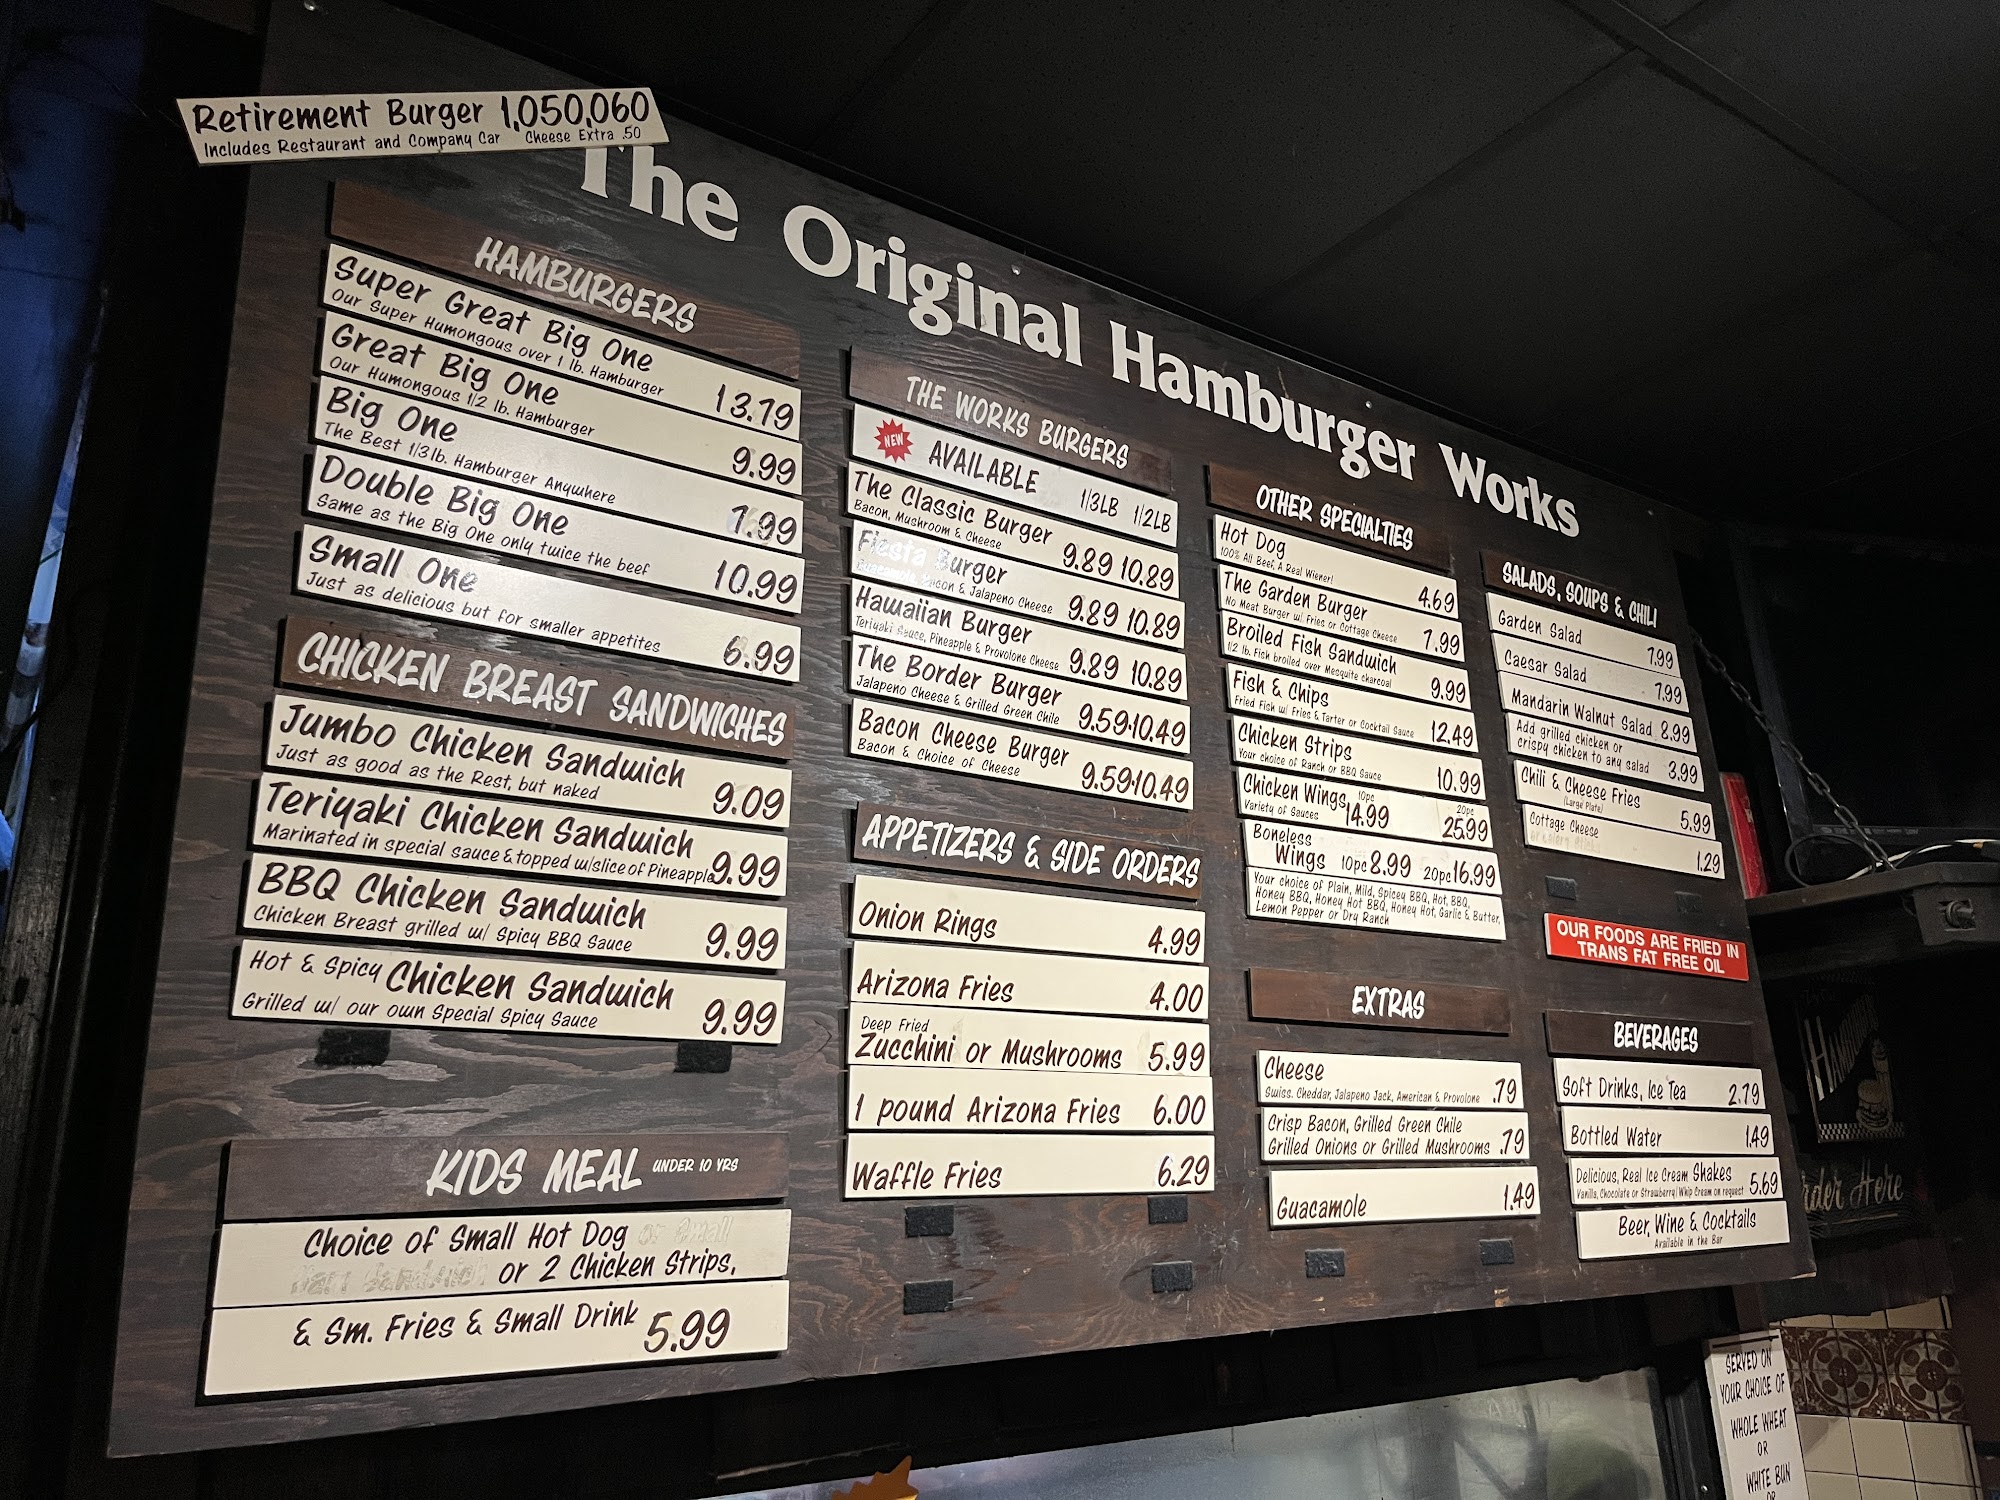 Retirement Burger 1,050,060
Includes Restaurant and Company Car Cheese Extra .50
The Original Hamburger Works
HAMBURGERS
Super Great Big One
Our Super Humongous over 1 lb. Hamburger 13.79
Great Big One
Our Humongous 1/2 lb. Hamburger 9.99
Big One
The Best 1/3 lb. Hamburger Anywhere 7.99
Double Big One
Same as the Big One only twice the beef 10.99
Small One
Just as delicious but for smaller appetites 6.99
CHICKEN BREAST SANDWICHES
Jumbo Chicken Sandwich
Just as good as the Rest, but naked 9.09
Teriyaki Chicken Sandwich
Marinated in special sauce & topped w/slice of Pineapple 9.99
BBQ Chicken Sandwich
Chicken Breast grilled w/ Spicy BBQ Sauce 9.99
Hot & Spicy Chicken Sandwich
Grilled w/ our own Special Spicy Sauce 9.99
KIDS MEAL UNDER 10 YRS
Choice of Small Hot Dog or Small
or 2 Chicken Strips,
& Sm. Fries & Small Drink 5.99
THE WORKS BURGERS
NEW AVAILABLE 1/3LB 1/2LB
The Classic Burger
Bacon, Mushroom & Cheese 9.89 10.89
Fiesta Burger
Guacamole, Bacon & Jalapeno Cheese 9.89 10.89
Hawaiian Burger
Teriyaki Sauce, Pineapple & Provolone Cheese 9.89 10.89
The Border Burger
Jalapeno Cheese & Grilled Green Chile 9.59 10.49
Bacon Cheese Burger
Bacon & Choice of Cheese 9.59 10.49
APPETIZERS & SIDE ORDERS
Onion Rings 4.99
Arizona Fries 4.00
Deep Fried
Zucchini or Mushrooms 5.99
1 pound Arizona Fries 6.00
Waffle Fries 6.29
OTHER SPECIALTIES
Hot Dog
100% All Beef, A Real Wiener! 4.69
The Garden Burger
No Meat Burger w/ Fries or Cottage Cheese 7.99
Broiled Fish Sandwich
1/2 lb. Fish broiled over Mesquite charcoal 9.99
Fish & Chips
Fried Fish w/ Fries & Tarter or Cocktail Sauce 12.49
Chicken Strips
Your choice of Ranch or BBQ Sauce 10.99
Chicken Wings 10pc 14.99 20pc 25.99
Variety of Sauces
Boneless
Wings 10pc 8.99 20pc 16.99
Your choice of Plain, Mild, Spicey BBQ, Hot, BBQ,
Honey BBQ, Honey Hot BBQ, Honey Hot, Garlic & Butter,
Lemon Pepper or Dry Ranch
EXTRAS
Cheese
Swiss. Cheddar, Jalapeno Jack, American & Provolone .79
Crisp Bacon, Grilled Green Chile
Grilled Onions or Grilled Mushrooms .79
Guacamole 1.49
SALADS, SOUPS & CHILI
Garden Salad 7.99
Caesar Salad 7.99
Mandarin Walnut Salad 8.99
Add grilled chicken or
crispy chicken to any salad 3.99
Chili & Cheese Fries
(Large Plate) 5.99
Cottage Cheese
1.29
OUR FOODS ARE FRIED IN
TRANS FAT FREE OIL
BEVERAGES
Soft Drinks, Ice Tea 2.79
Bottled Water 1.49
Delicious, Real Ice Cream Shakes
Vanilla, Chocolate or Strawberry/Whip Cream on request 5.69
Beer, Wine & Cocktails
Available in the Bar
Order Here
SERVED ON
YOUR CHOICE OF
WHOLE WHEAT
OR
WHITE BUN
OR